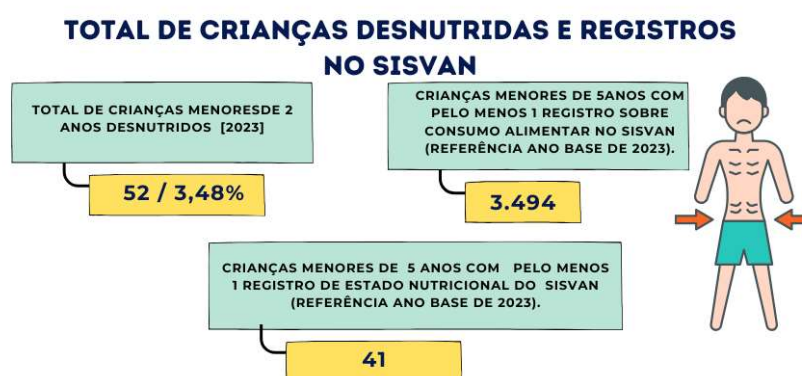 TOTAL DE CRIANÇAS DESNUTRIDAS E REGISTROS
NO SISVAN
TOTAL DE CRIANÇAS MENORESDE 2
ANOS DESNUTRIDOS [2023]
52 / 3,48%
CRIANÇAS MENORES DE 5ANOS COM
PELO MENOS 1 REGISTRO SOBRE
CONSUMO ALIMENTAR NO SISVAN
(REFERÊNCIA ANO BASE DE 2023).
3.494
CRIANÇAS MENORES DE 5 ANOS COM PELO MENOS
1 REGISTRO DE ESTADO NUTRICIONAL DO SISVAN
(REFERÊNCIA ANO BASE DE 2023).
41